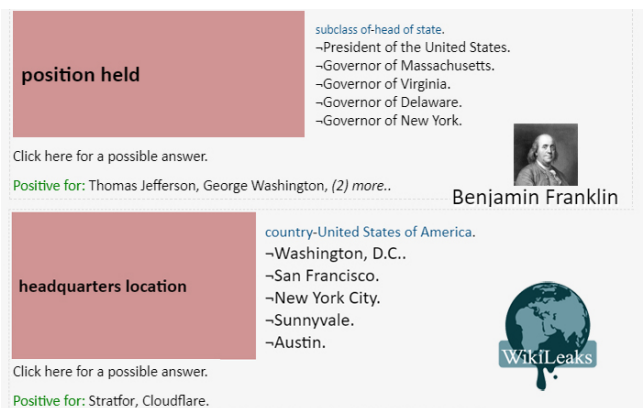 position held
subclass of-head of state.
¬President of the United States.
¬Governor of Massachusetts.
¬Governor of Virginia.
¬Governor of Delaware.
¬Governor of New York.
Click here for a possible answer.
Positive for: Thomas Jefferson, George Washington, (2) more..
Benjamin Franklin
headquarters location
country-United States of America.
¬Washington, D.C..
¬San Francisco.
¬New York City.
¬Sunnyvale.
¬Austin.
WikiLeaks
Click here for a possible answer.
Positive for: Stratfor, Cloudflare.